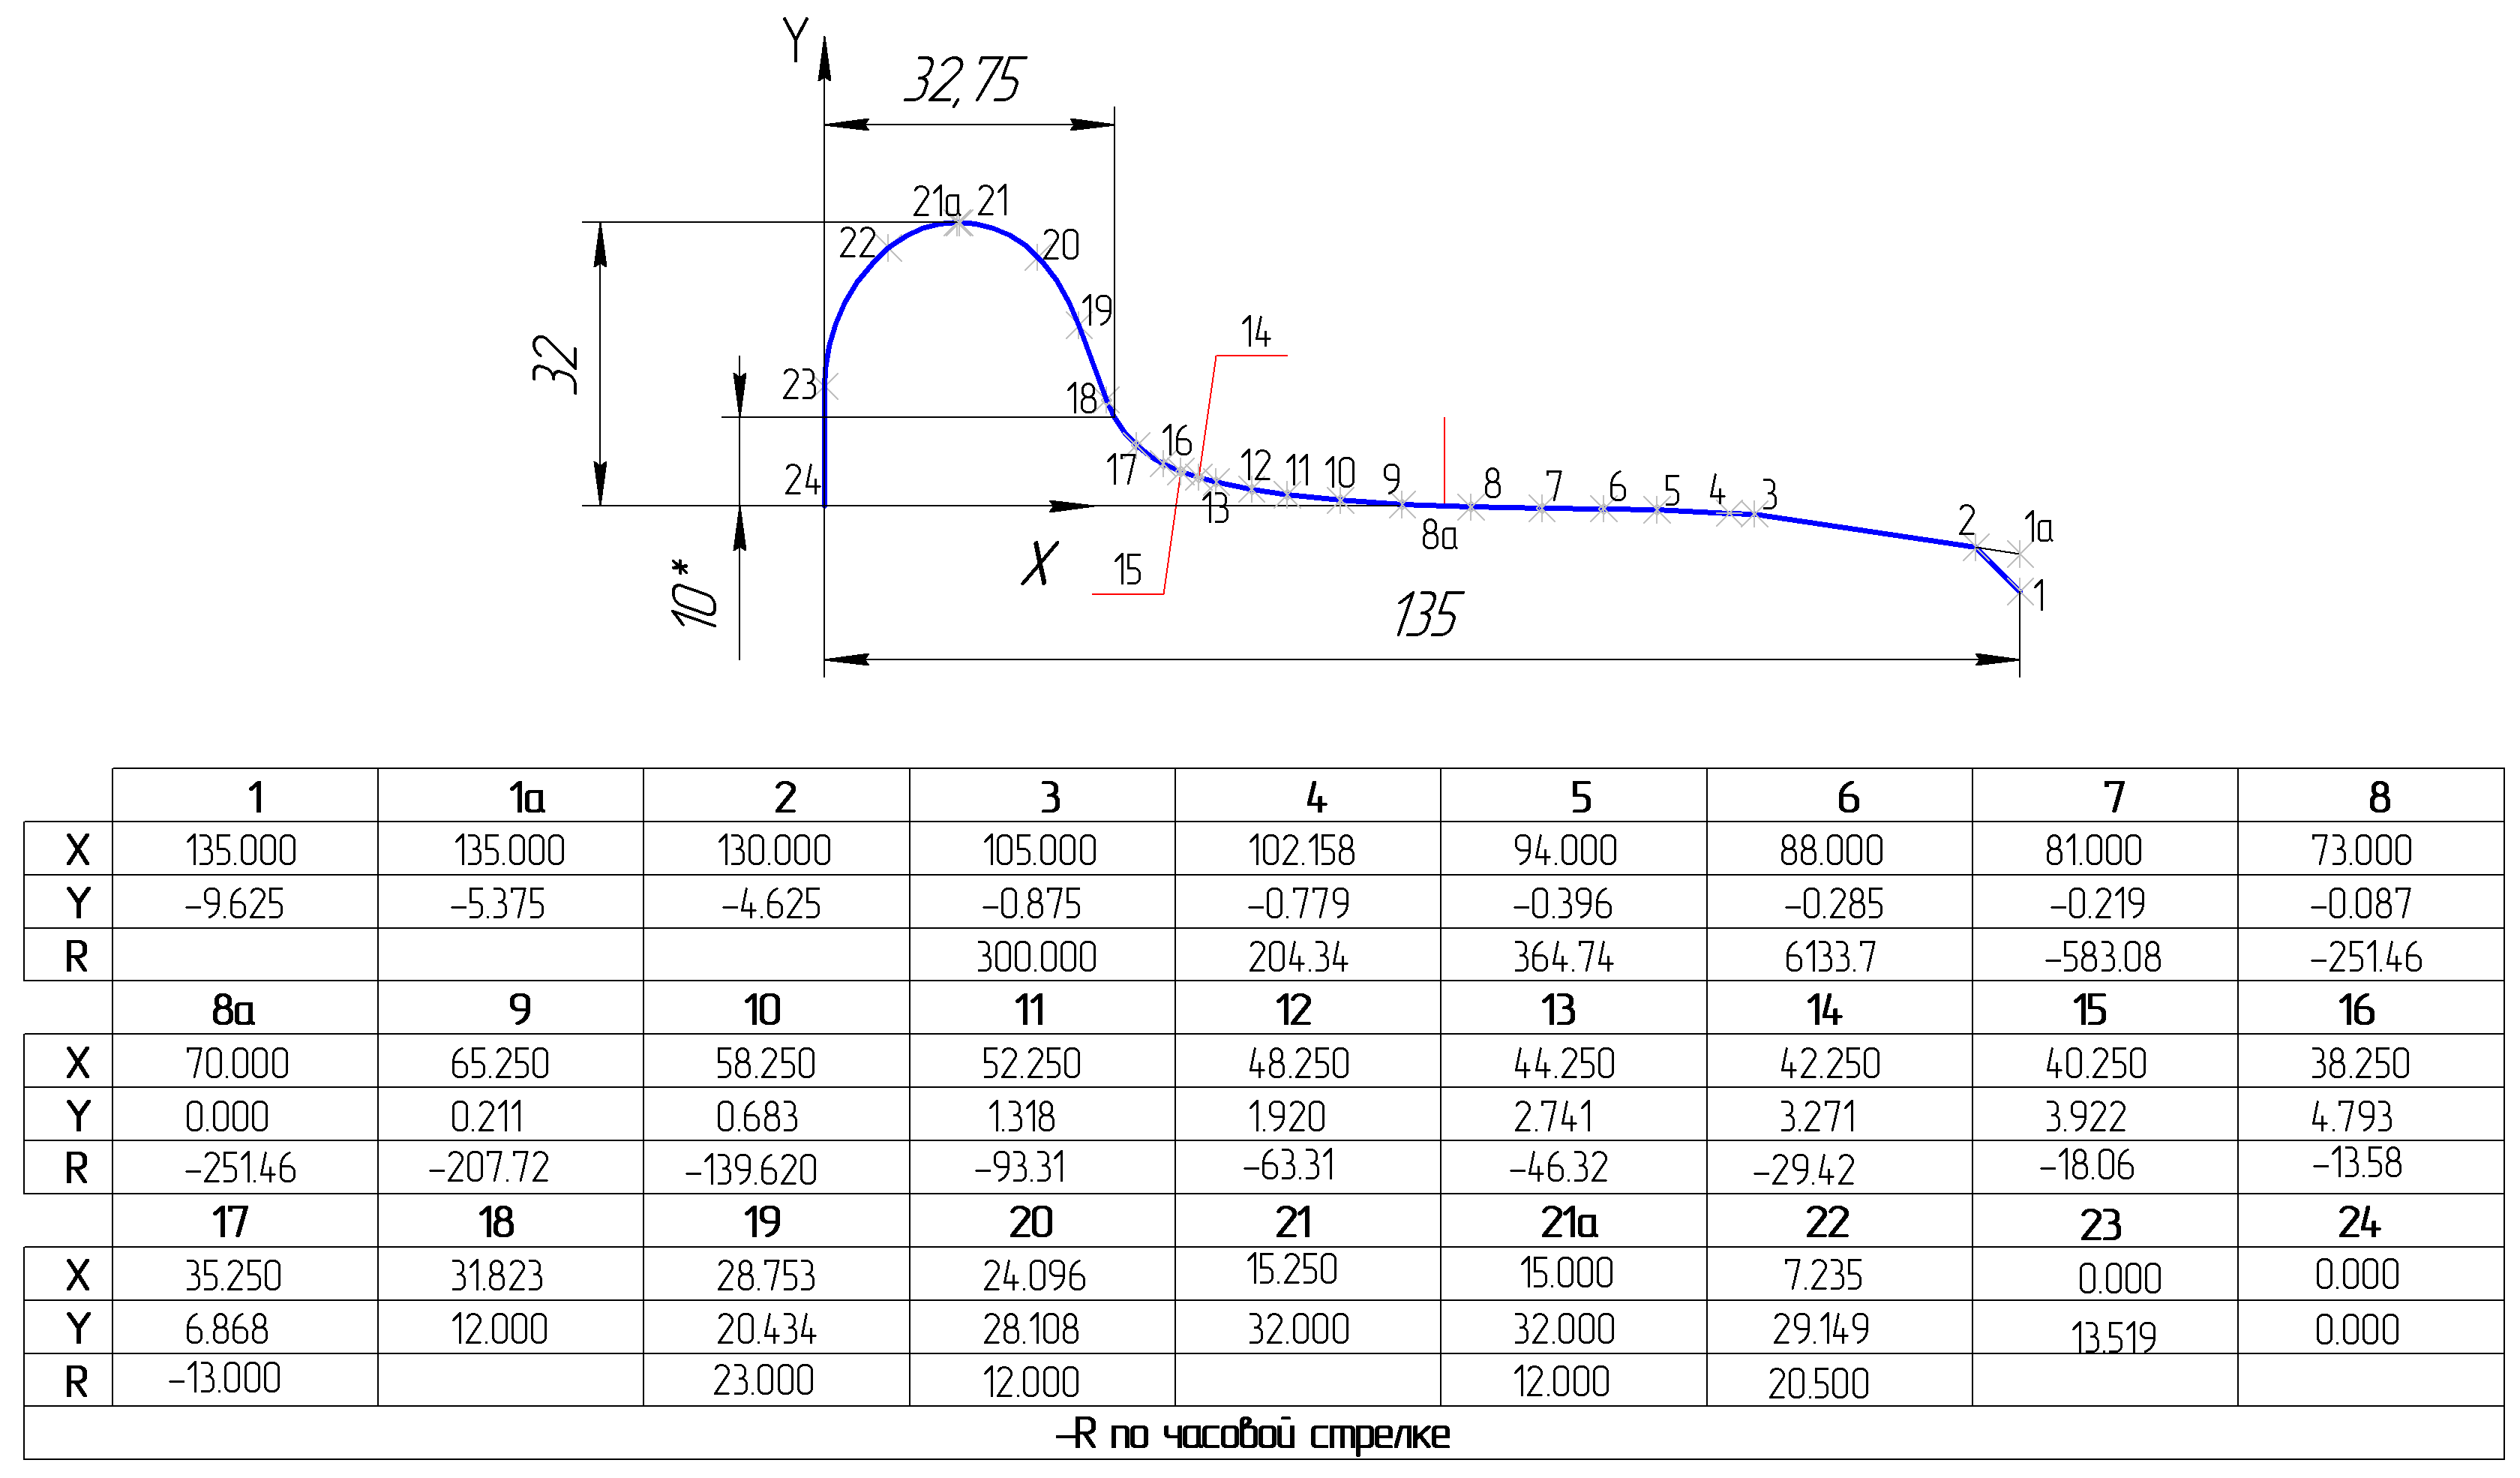 Y
32,75
21а 21
22 20
19
14
32
23
18
16
17
12 11 10 9 8 7 6 5 4 3
24
13
8а
2
1а
15
X
10*
1
135
1 1а 2 3 4 5 6 7 8
X 135.000 135.000 130.000 105.000 102.158 94.000 88.000 81.000 73.000
Y -9.625 -5.375 -4.625 -0.875 -0.779 -0.396 -0.285 -0.219 -0.087
R 300.000 204.34 364.74 6133.7 -583.08 -251.46
8а 9 10 11 12 13 14 15 16
X 70.000 65.250 58.250 52.250 48.250 44.250 42.250 40.250 38.250
Y 0.000 0.211 0.683 1.318 1.920 2.741 3.271 3.922 4.793
R -251.46 -207.72 -139.620 -93.31 -63.31 -46.32 -29.42 -18.06 -13.58
17 18 19 20 21 21а 22 23 24
X 35.250 31.823 28.753 24.096 15.250 15.000 7.235 0.000 0.000
Y 6.868 12.000 20.434 28.108 32.000 32.000 29.149 13.519 0.000
R -13.000 23.000 12.000 12.000 20.500
-R по часовой стрелке